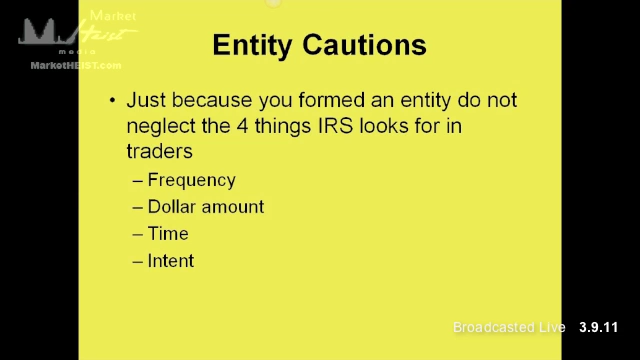 Market
Heist
media
MarketHEIST.com
Entity Cautions
• Just because you formed an entity do not
neglect the 4 things IRS looks for in
traders
– Frequency
– Dollar amount
– Time
– Intent
Broadcasted Live 3.9.11